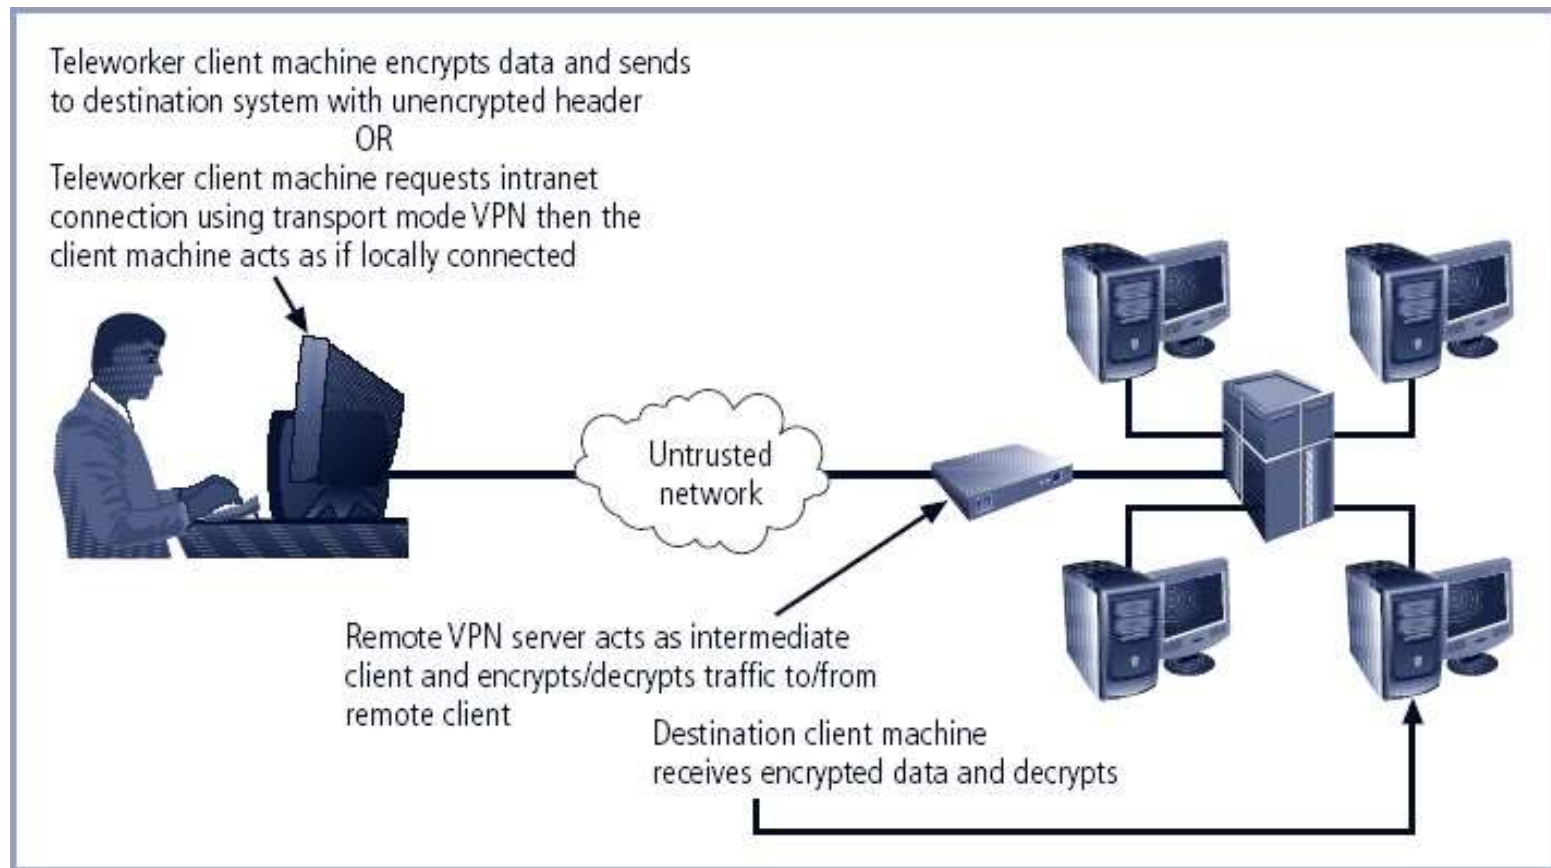 Teleworker client machine encrypts data and sends
to destination system with unencrypted header
OR
Teleworker client machine requests intranet
connection using transport mode VPN then the
client machine acts as if locally connected
Untrusted
network
Remote VPN server acts as intermediate
client and encrypts/decrypts traffic to/from
remote client
Destination client machine
receives encrypted data and decrypts